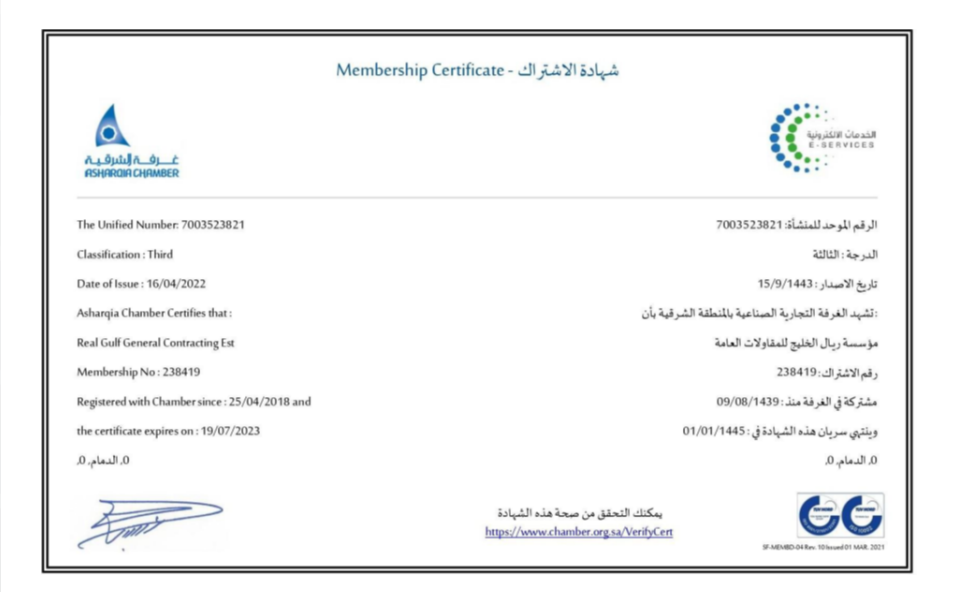 Membership Certificate - شهادة الاشتراك
غرفة الشرقية
ASHARQIA CHAMBER
الخدمات الالكترونية
E-SERVICES
The Unified Number: 7003523821
الرقم الموحد للمنشأة: 7003523821
Classification : Third
الدرجة : الثالثة
Date of Issue : 16/04/2022
تاريخ الاصدار : 15/9/1443
Asharqia Chamber Certifies that :
:تشهد الغرفة التجارية الصناعية بالمنطقة الشرقية بأن
Real Gulf General Contracting Est
مؤسسة ريال الخليج للمقاولات العامة
Membership No : 238419
رقم الاشتراك: 238419
Registered with Chamber since : 25/04/2018 and
مشتركة في الغرفة منذ : 09/08/1439
the certificate expires on : 19/07/2023
وينتهي سريان هذه الشهادة في : 01/01/1445
0, الدمام, 0,
0, الدمام, 0,
يمكنك التحقق من صحة هذه الشهادة
https://www.chamber.org.sa/VerifyCert
SF-MEMBD-04 Rev. 10 Issued 01 MAR. 2021